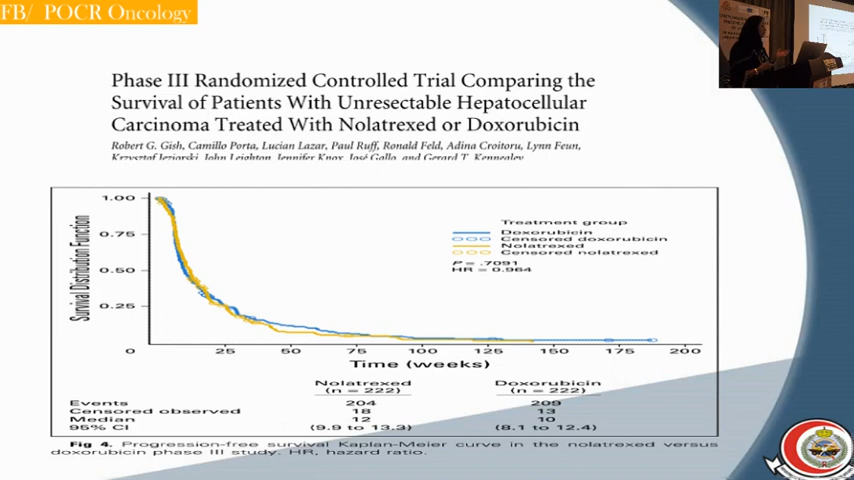 FB/ POCR Oncology
Phase III Randomized Controlled Trial Comparing the
Survival of Patients With Unresectable Hepatocellular
Carcinoma Treated With Nolatrexed or Doxorubicin
Robert G. Gish, Camillo Porta, Lucian Lazar, Paul Ruff, Ronald Feld, Adina Croitoru, Lynn Feun,
Krzysztof Jeziorski, John Leighton, Jennifer Knox, José Gallo, and Gerard T. Kennealey
Survival Distribution Function
1.00
0.75
0.50
0.25
0
25
50
75
100
125
150
175
200
Time (weeks)
Treatment group
Doxorubicin
Censored doxorubicin
Nolatrexed
Censored nolatrexed
P = .7091
HR = 0.964
Nolatrexed Doxorubicin
(n = 222) (n = 222)
Events 204 209
Censored observed 18 13
Median 12 10
95% CI (9.9 to 13.3) (8.1 to 12.4)
Fig 4. Progression-free survival Kaplan-Meier curve in the nolatrexed versus
doxorubicin phase III study. HR, hazard ratio.